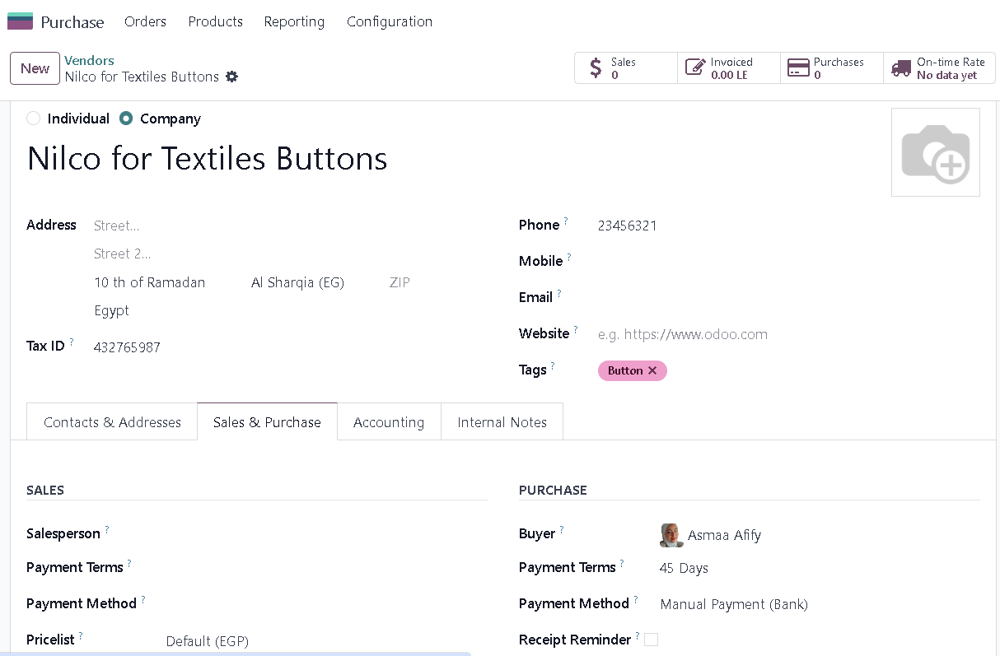 Purchase Orders Products Reporting Configuration
New Vendors
Nilco for Textiles Buttons
Sales 0
Invoiced 0.00 LE
Purchases 0
On-time Rate No data yet
Individual Company
Nilco for Textiles Buttons
Address Street...
Street 2...
10 th of Ramadan Al Sharqia (EG) ZIP
Egypt
Tax ID ? 432765987
Phone ? 23456321
Mobile ?
Email ?
Website ? e.g. https://www.odoo.com
Tags ? Button ×
Contacts & Addresses Sales & Purchase Accounting Internal Notes
SALES
Salesperson ?
Payment Terms ?
Payment Method ?
Pricelist ? Default (EGP)
PURCHASE
Buyer ? Asmaa Afify
Payment Terms ? 45 Days
Payment Method ? Manual Payment (Bank)
Receipt Reminder ?